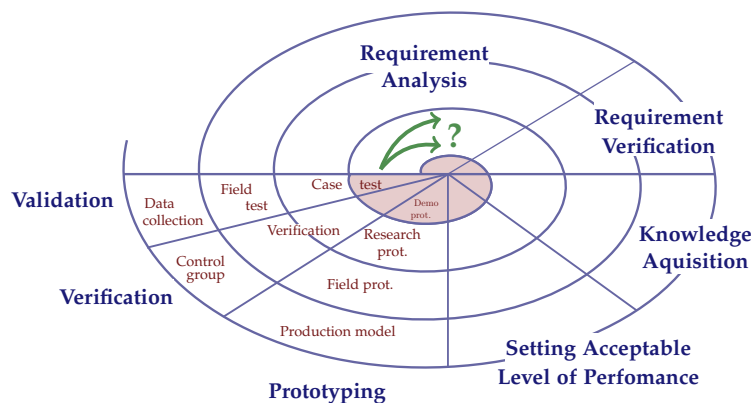 Requirement
Analysis
?
Requirement
Verification
Validation
Case test
Field
test
Data
collection
Demo
prot.
Verification
Research
prot.
Knowledge
Aquisition
Control
group
Verification
Field prot.
Production model
Setting Acceptable
Level of Perfomance
Prototyping